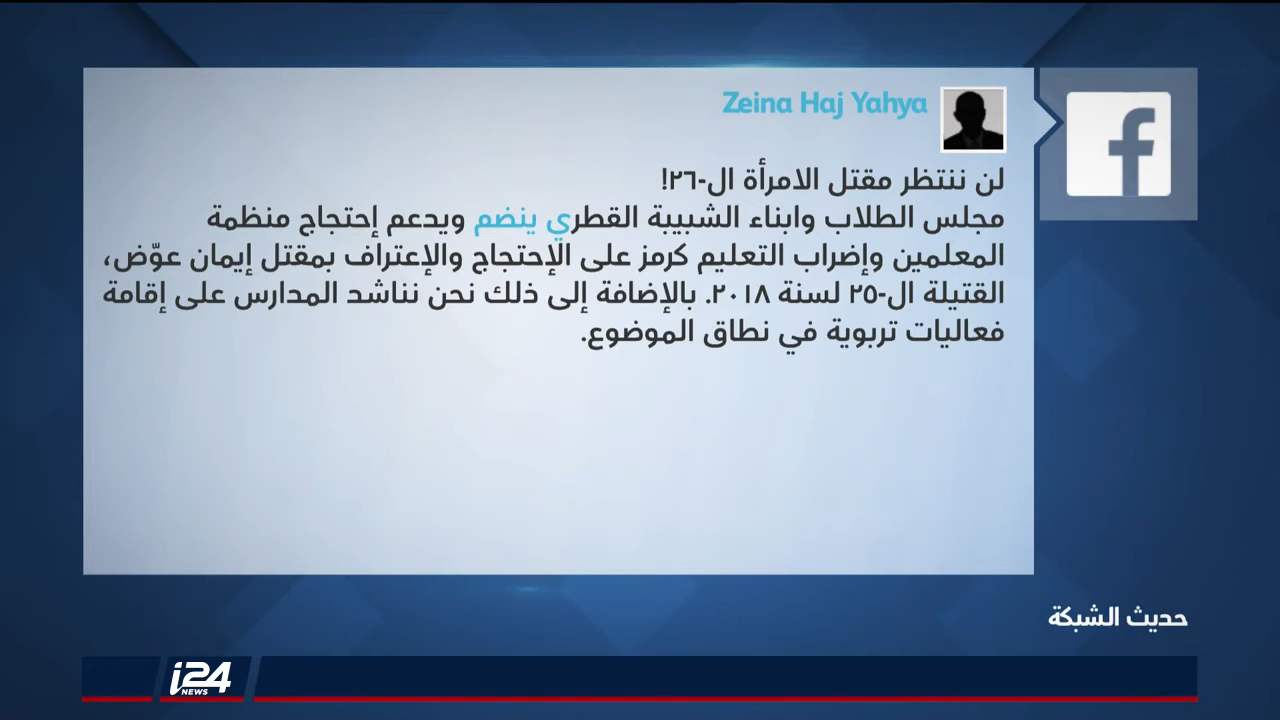 Zeina Haj Yahya
لن ننتظر مقتل الامرأة ال-٢٦!
مجلس الطلاب وابناء الشبيبة القطري ينضم ويدعم إحتجاج منظمة
المعلمين وإضراب التعليم كرمز على الإحتجاج والإعتراف بمقتل إيمان عوّض،
القتيلة ال-٢٥ لسنة ٢٠١٨. بالإضافة إلى ذلك نحن نناشد المدارس على إقامة
فعاليات تربوية في نطاق الموضوع.
حديث الشبكة
i24
NEWS